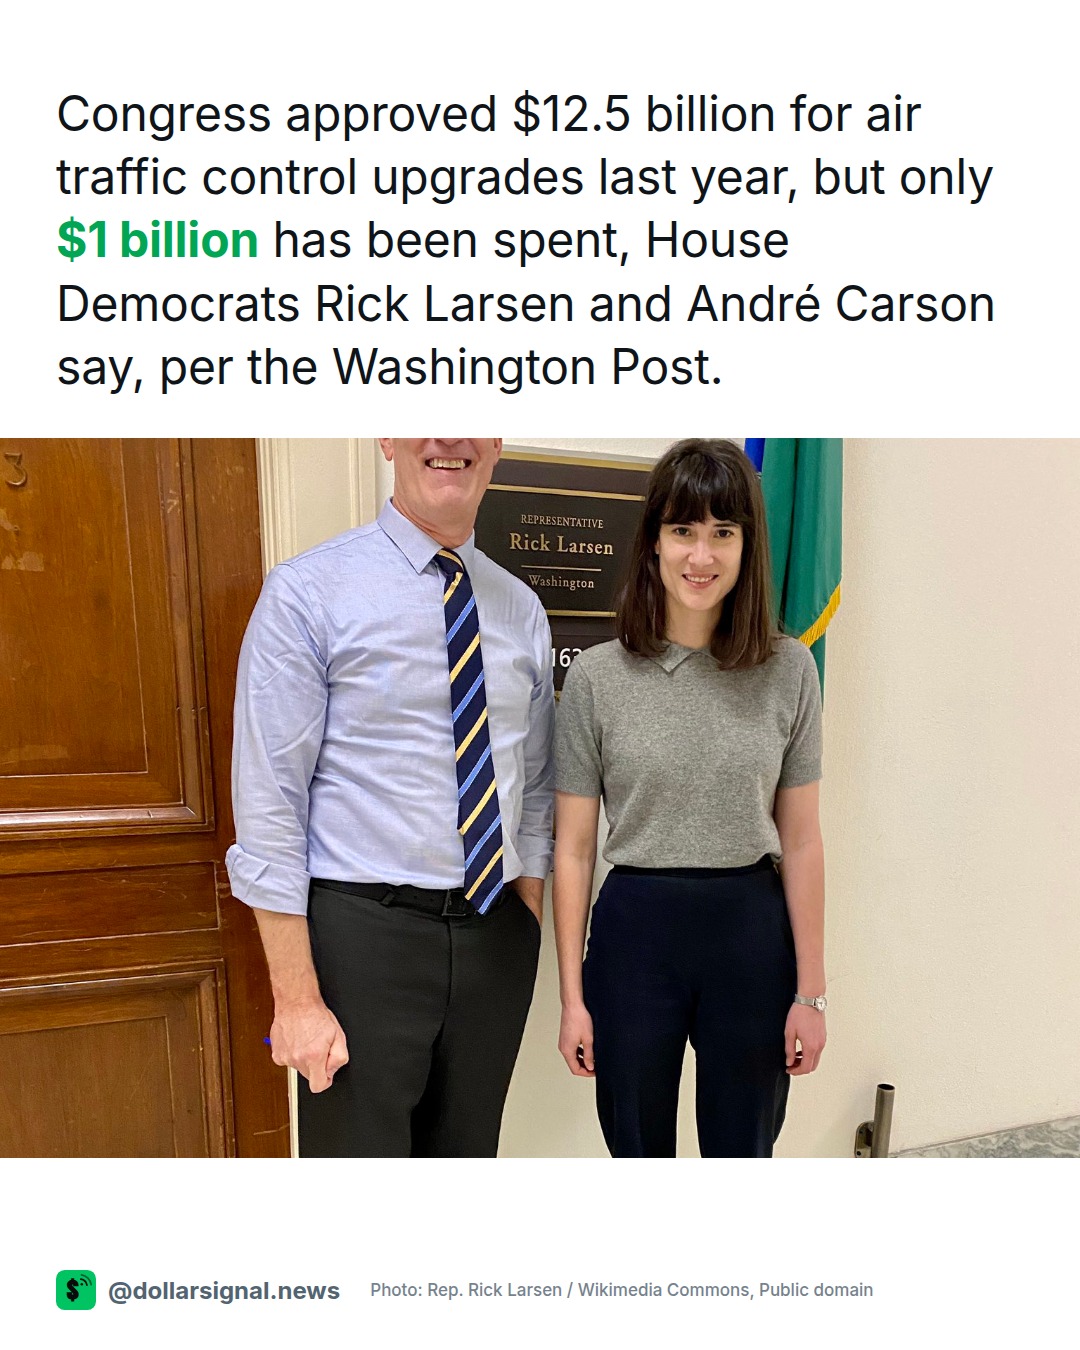 Congress approved $12.5 billion for air
traffic control upgrades last year, but only
$1 billion has been spent, House
Democrats Rick Larsen and André Carson
say, per the Washington Post.
3
REPRESENTATIVE
Rick Larsen
Washington
163
$ @dollarsignal.news Photo: Rep. Rick Larsen / Wikimedia Commons, Public domain